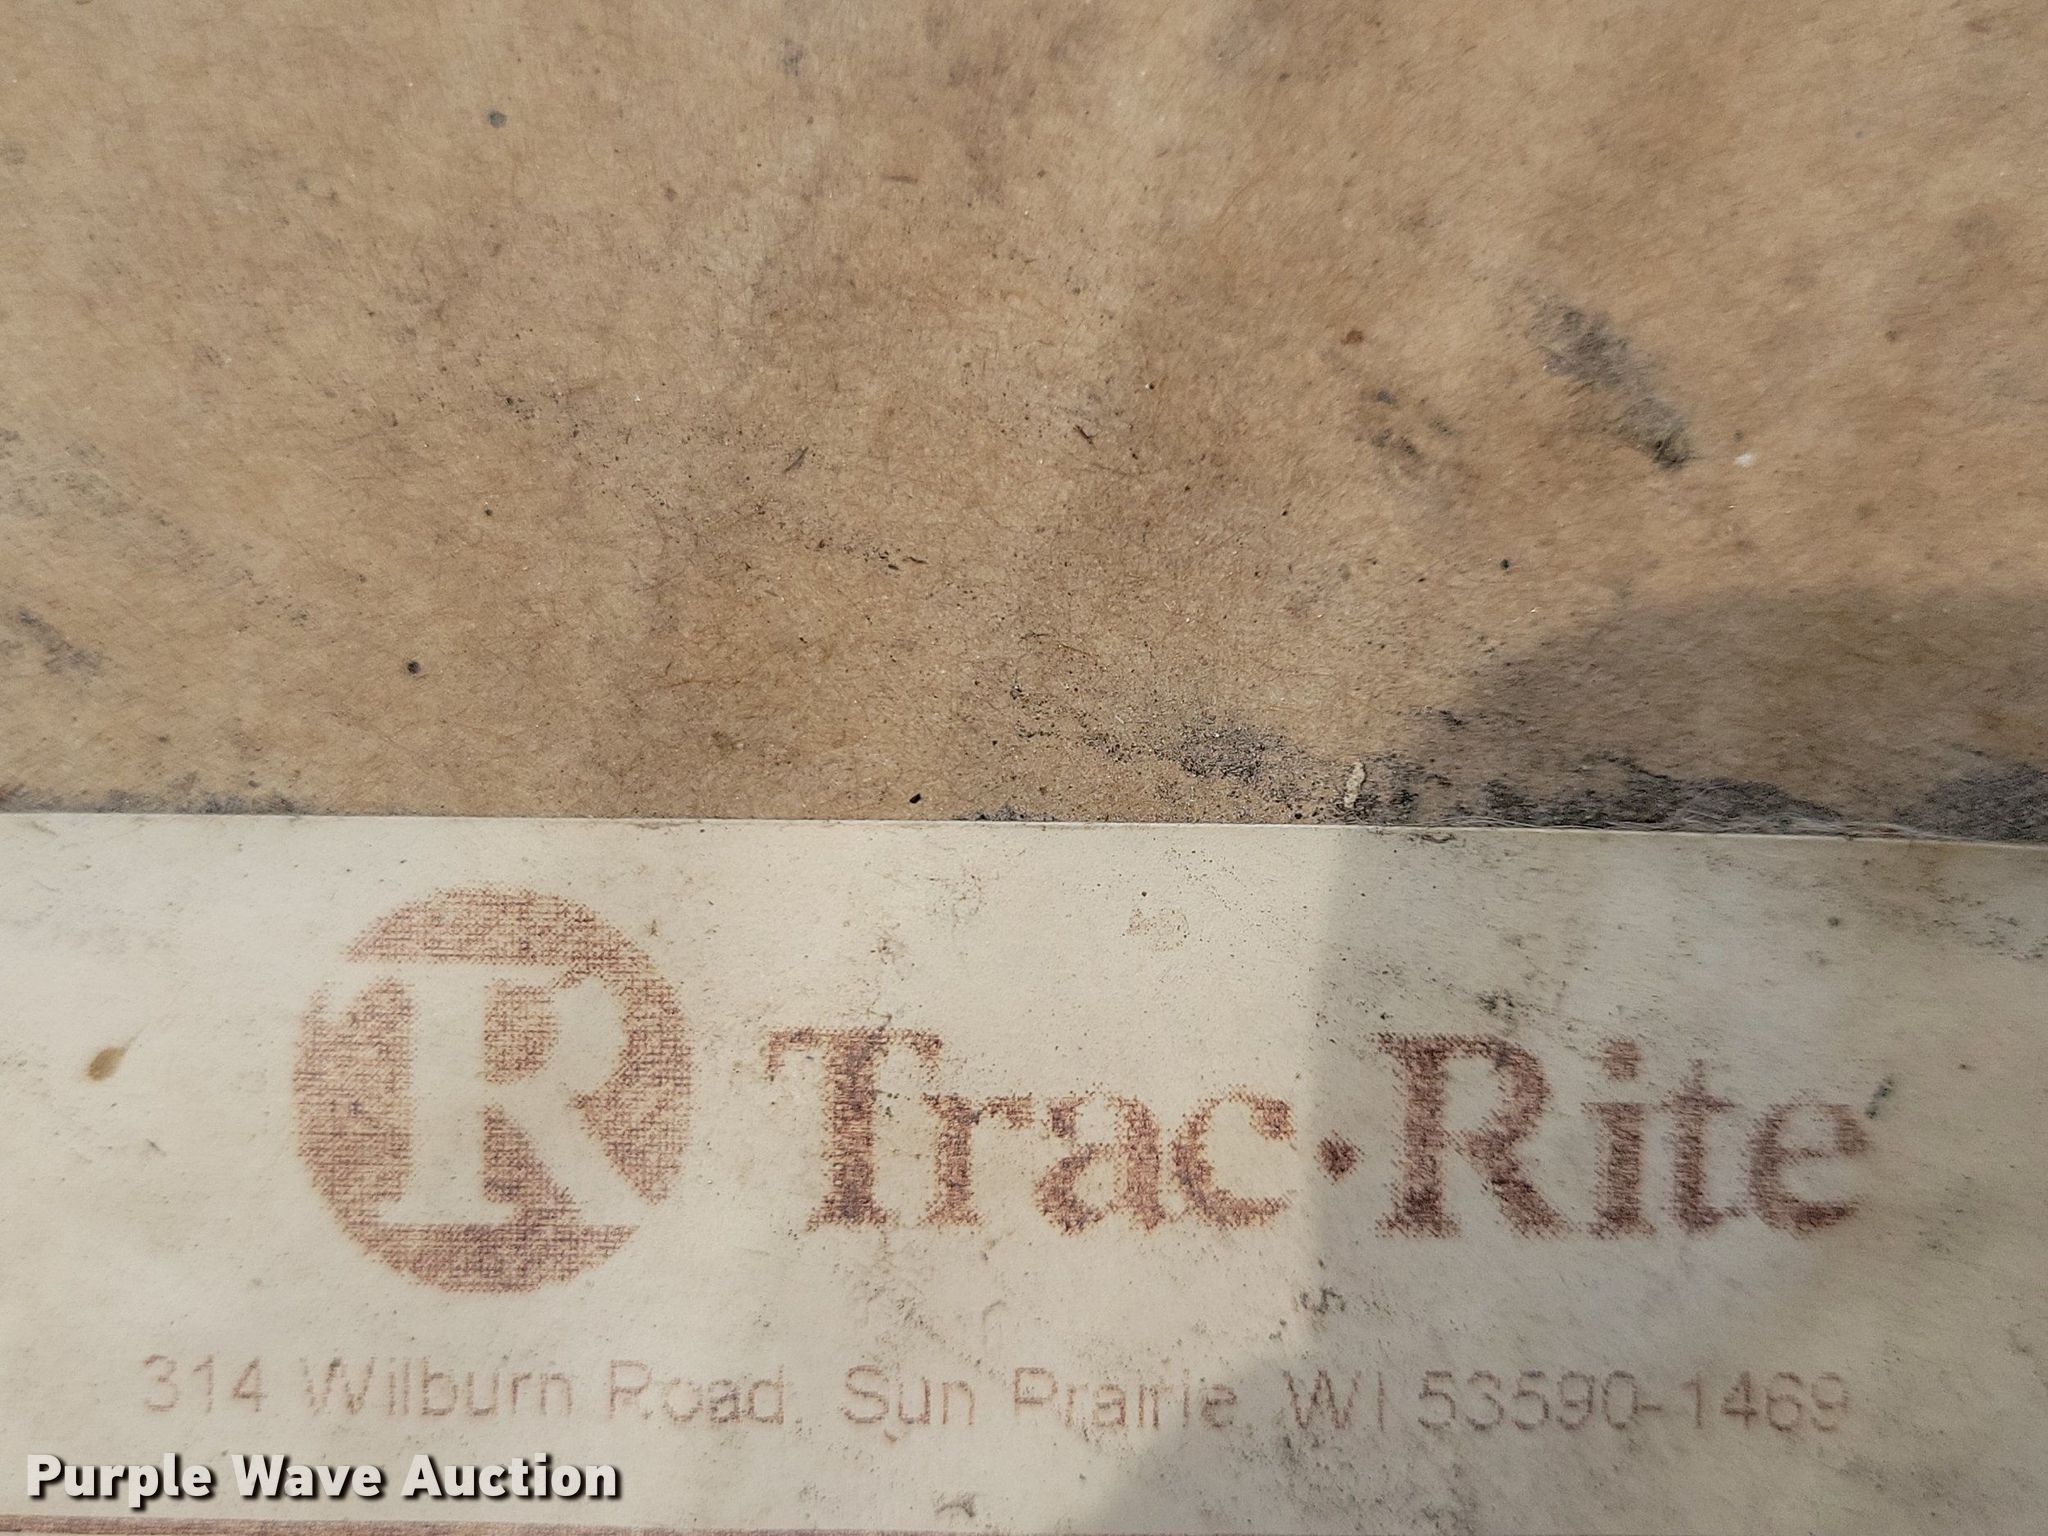 R Trac·Rite
314 Wilburn Road, Sun Prairie, WI 53590-1469
Purple Wave Auction